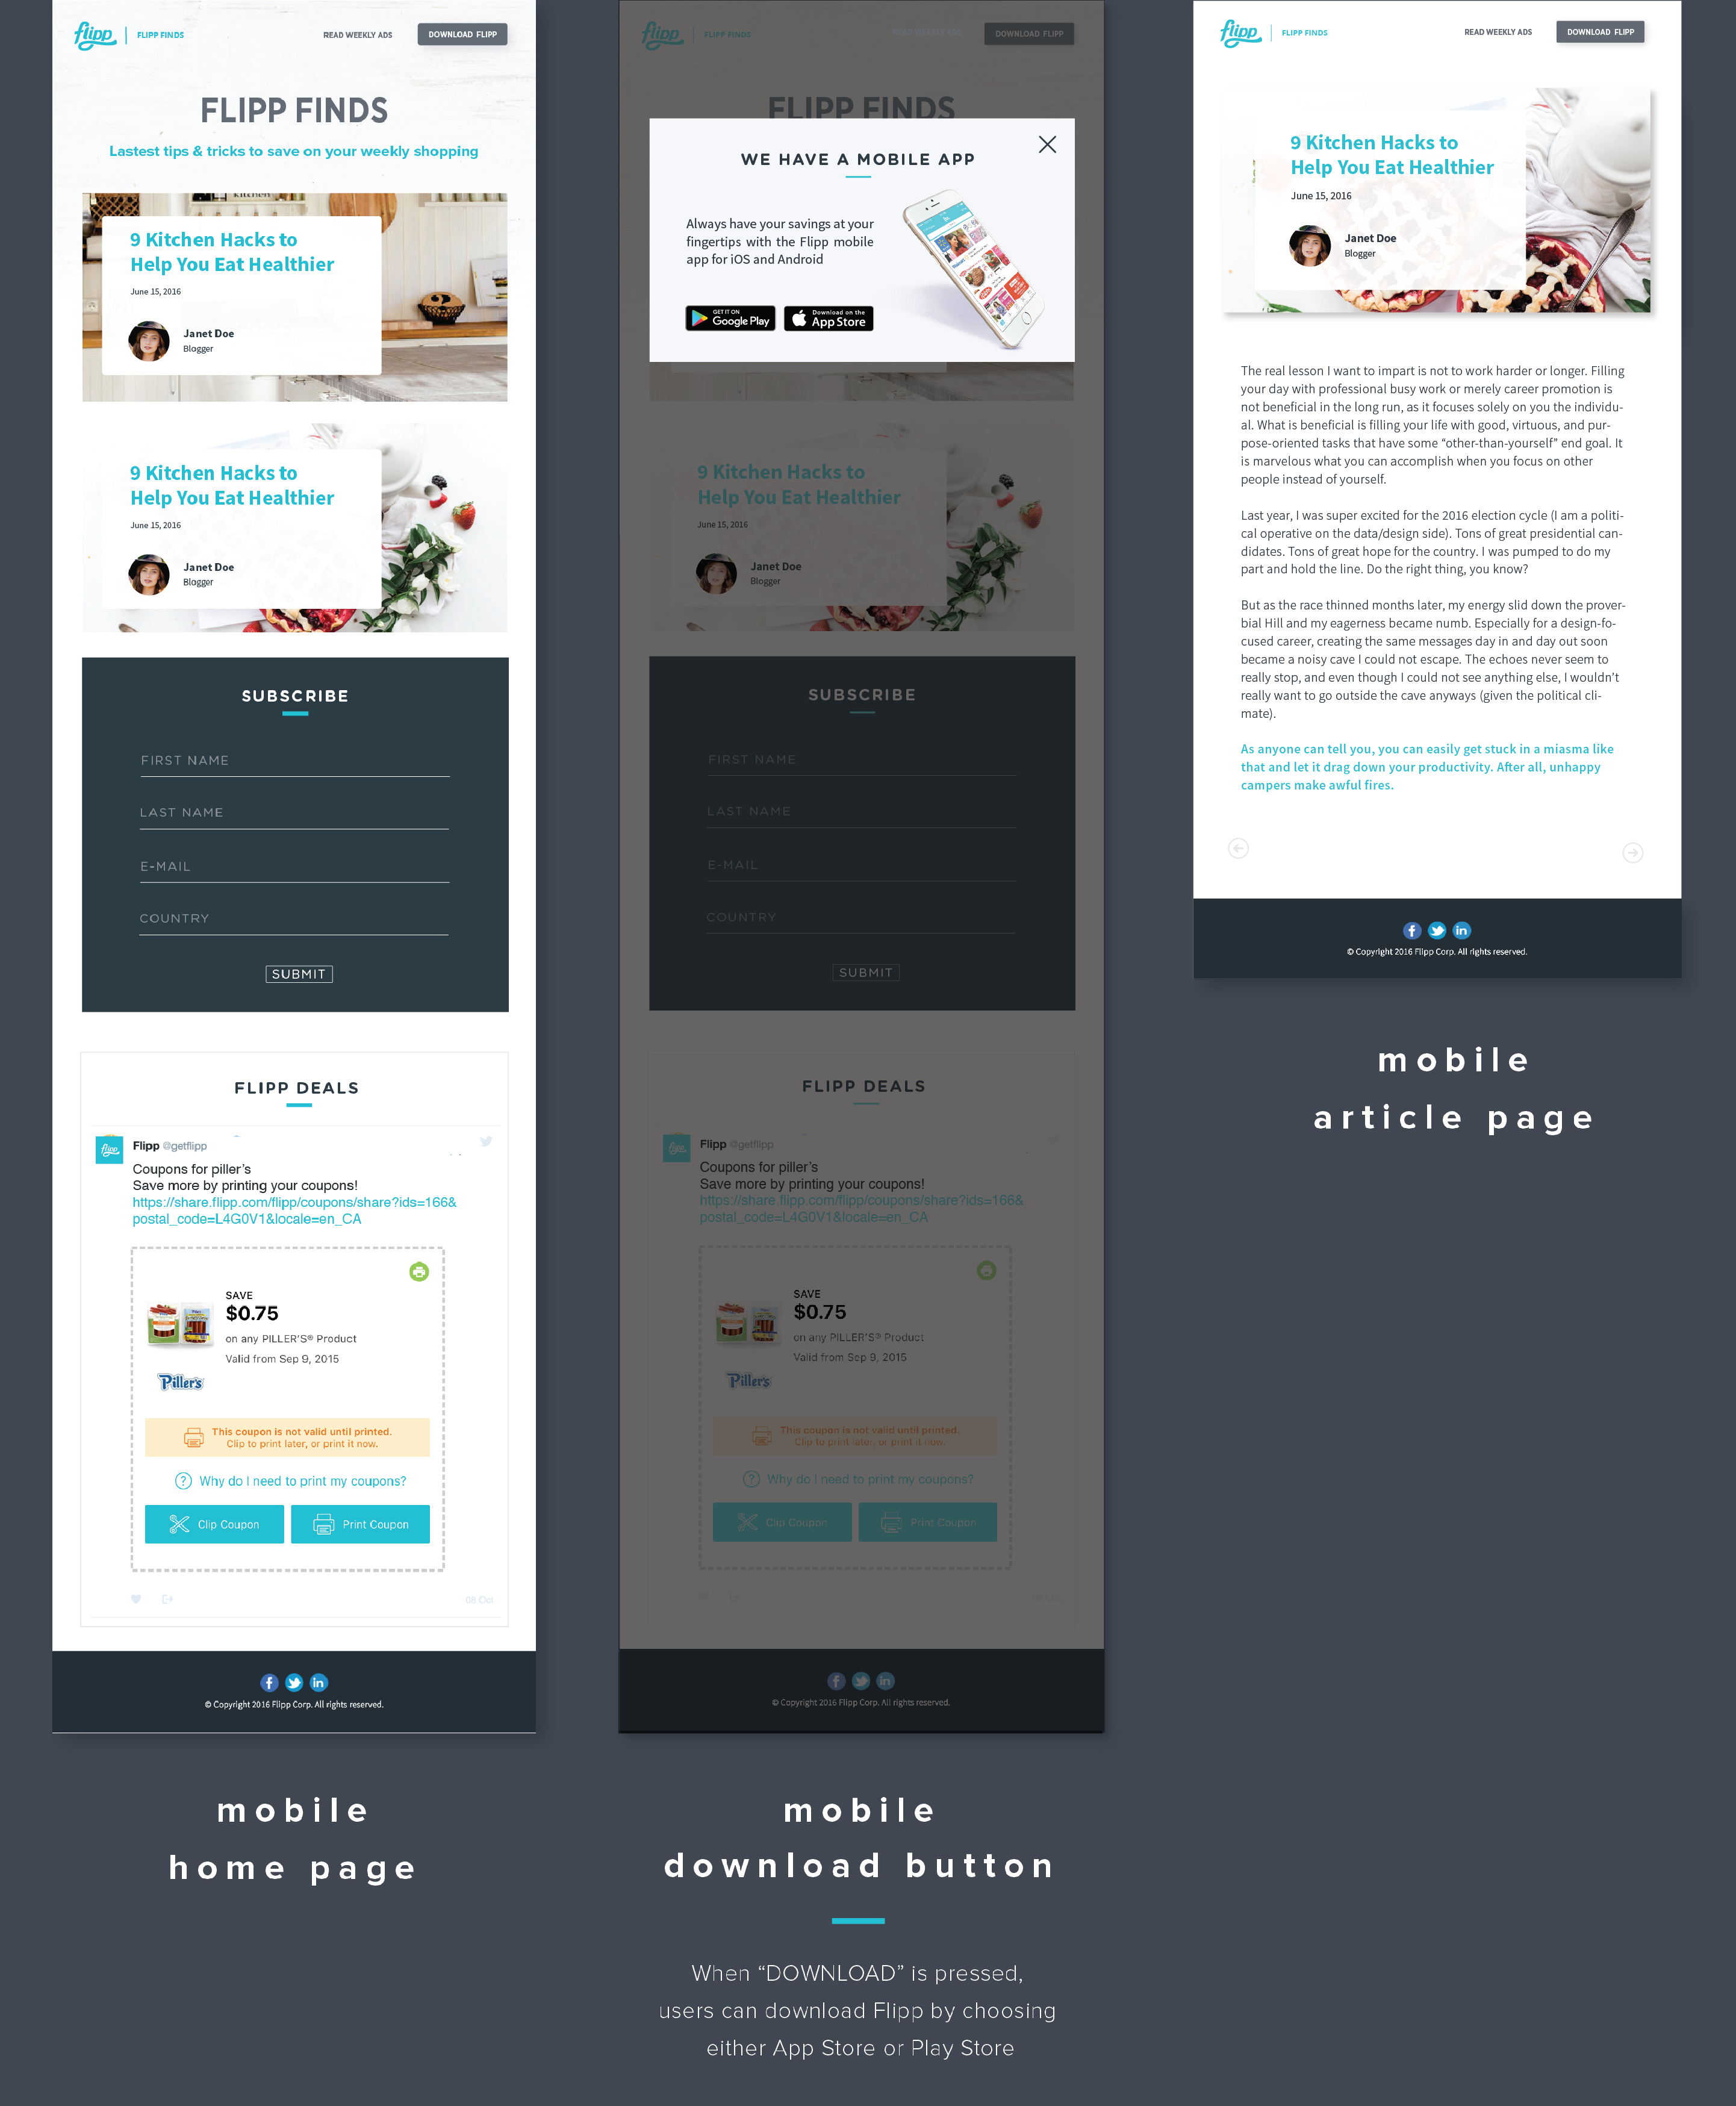 flipp
FLIPP FINDS
READ WEEKLY ADS
DOWNLOAD FLIPP
FLIPP FINDS
Lastest tips & tricks to save on your weekly shopping
KITCHEN
9 Kitchen Hacks to
Help You Eat Healthier
June 15, 2016
Janet Doe
Blogger
9 Kitchen Hacks to
Help You Eat Healthier
June 15, 2016
Janet Doe
Blogger
SUBSCRIBE
FIRST NAME
LAST NAME
E-MAIL
COUNTRY
SUBMIT
FLIPP DEALS
flipp
Flipp @getflipp
Coupons for piller’s
Save more by printing your coupons!
https://share.flipp.com/flipp/coupons/share?ids=166&
postal_code=L4G0V1&locale=en_CA
SAVE
$0.75
on any PILLER'S® Product
Valid from Sep 9, 2015
Piller's
This coupon is not valid until printed.
Clip to print later, or print it now.
? Why do I need to print my coupons?
Clip Coupon
Print Coupon
08 Oct
© Copyright 2016 Flipp Corp. All rights reserved.
mobile
home page
flipp
FLIPP FINDS
READ WEEKLY ADS
DOWNLOAD FLIPP
FLIPP FINDS
WE HAVE A MOBILE APP
Always have your savings at your
fingertips with the Flipp mobile
app for iOS and Android
GET IT ON
Google Play
Download on the
App Store
9 Kitchen Hacks to
Help You Eat Healthier
June 15, 2016
Janet Doe
Blogger
SUBSCRIBE
FIRST NAME
LAST NAME
E-MAIL
COUNTRY
SUBMIT
FLIPP DEALS
flipp
Flipp @getflipp
Coupons for piller’s
Save more by printing your coupons!
https://share.flipp.com/flipp/coupons/share?ids=166&
postal_code=L4G0V1&locale=en_CA
SAVE
$0.75
on any PILLER'S® Product
Valid from Sep 9, 2015
Piller's
This coupon is not valid until printed.
Clip to print later, or print it now.
? Why do I need to print my coupons?
Clip Coupon
Print Coupon
08 Oct
© Copyright 2016 Flipp Corp. All rights reserved.
mobile
download button
When “DOWNLOAD” is pressed,
users can download Flipp by choosing
either App Store or Play Store
flipp
FLIPP FINDS
READ WEEKLY ADS
DOWNLOAD FLIPP
9 Kitchen Hacks to
Help You Eat Healthier
June 15, 2016
Janet Doe
Blogger
The real lesson I want to impart is not to work harder or longer. Filling
your day with professional busy work or merely career promotion is
not beneficial in the long run, as it focuses solely on you the individu-
al. What is beneficial is filling your life with good, virtuous, and pur-
pose-oriented tasks that have some “other-than-yourself” end goal. It
is marvelous what you can accomplish when you focus on other
people instead of yourself.
Last year, I was super excited for the 2016 election cycle (I am a politi-
cal operative on the data/design side). Tons of great presidential can-
didates. Tons of great hope for the country. I was pumped to do my
part and hold the line. Do the right thing, you know?
But as the race thinned months later, my energy slid down the prover-
bial Hill and my eagerness became numb. Especially for a design-fo-
cused career, creating the same messages day in and day out soon
became a noisy cave I could not escape. The echoes never seem to
really stop, and even though I could not see anything else, I wouldn’t
really want to go outside the cave anyways (given the political cli-
mate).
As anyone can tell you, you can easily get stuck in a miasma like
that and let it drag down your productivity. After all, unhappy
campers make awful fires.
© Copyright 2016 Flipp Corp. All rights reserved.
mobile
article page